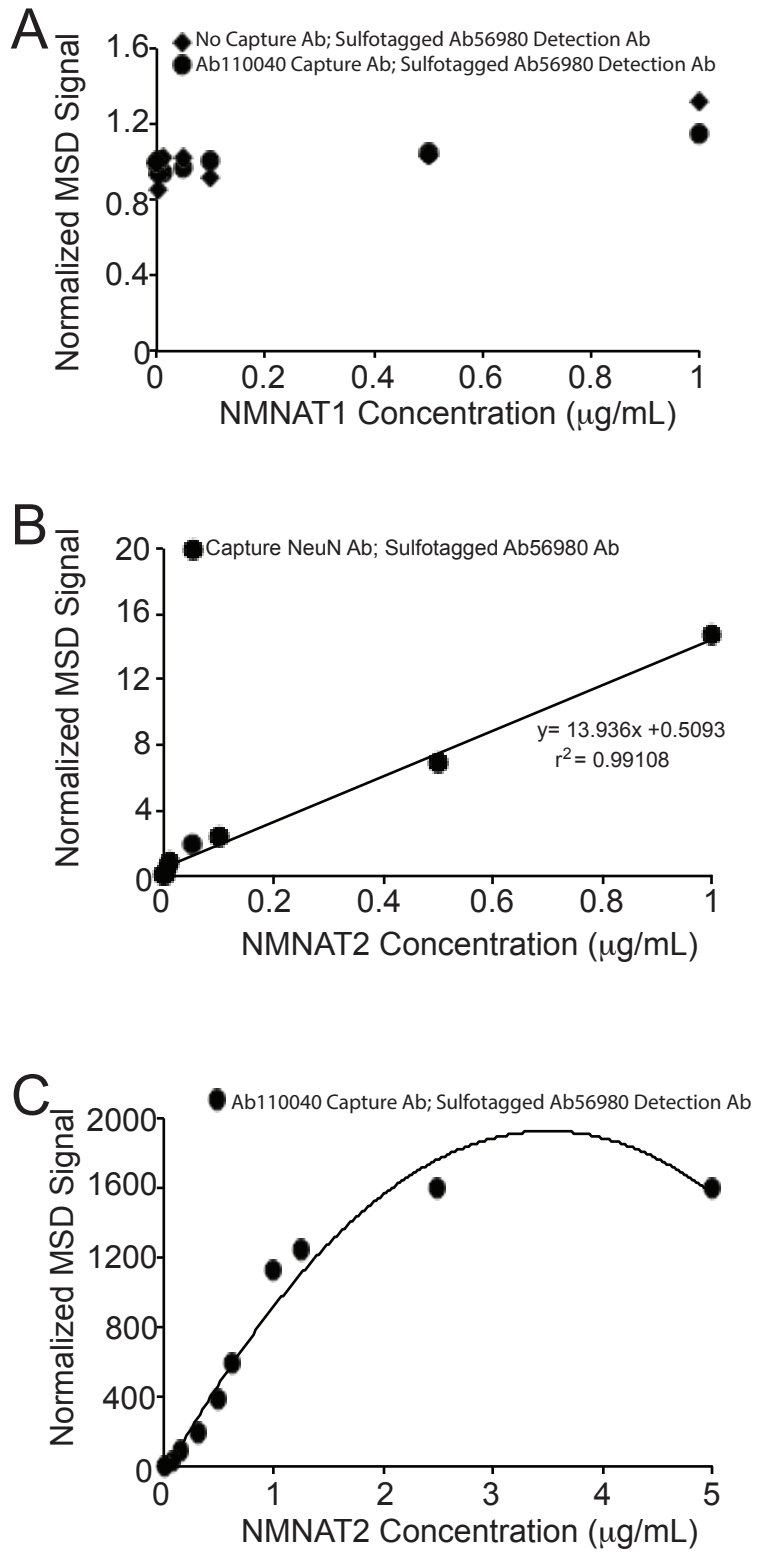 A
No Capture Ab; Sulfotagged Ab56980 Detection Ab
Ab110040 Capture Ab; Sulfotagged Ab56980 Detection Ab
Normalized MSD Signal
1.6
1.2
0.8
0.4
0
0 0.2 0.4 0.6 0.8 1
NMNAT1 Concentration (μg/mL)
B
Capture NeuN Ab; Sulfotagged Ab56980 Ab
Normalized MSD Signal
20
16
12
8
4
0
y= 13.936x +0.5093
r2= 0.99108
0 0.2 0.4 0.6 0.8 1
NMNAT2 Concentration (μg/mL)
C
Ab110040 Capture Ab; Sulfotagged Ab56980 Detection Ab
Normalized MSD Signal
2000
1600
1200
800
400
0
0 1 2 3 4 5
NMNAT2 Concentration (μg/mL)